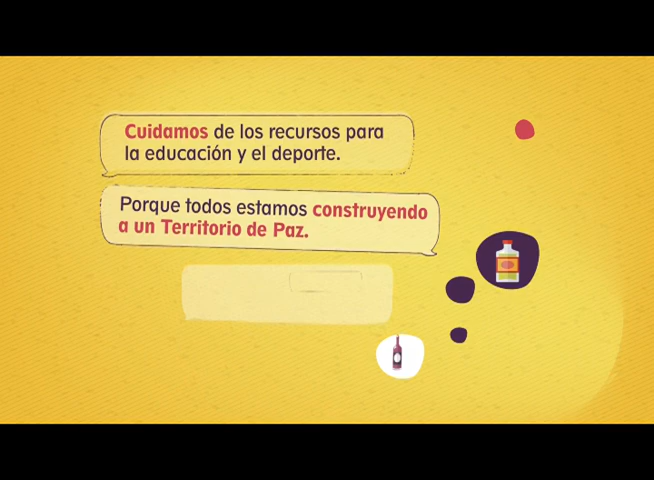 Cuidamos de los recursos para
la educación y el deporte.
Porque todos estamos construyendo
a un Territorio de Paz.